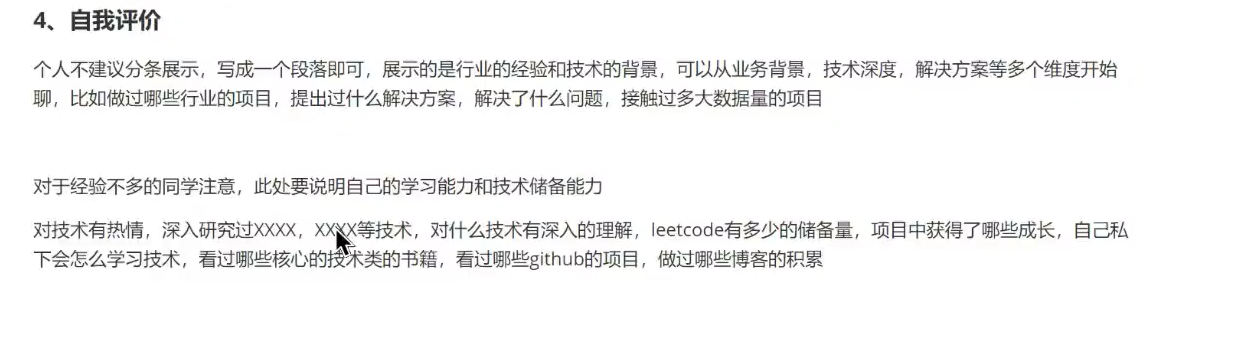 4、自我评价
个人不建议分条展示，写成一个段落即可，展示的是行业的经验和技术的背景，可以从业务背景，技术深度，解决方案等多个维度开始
聊，比如做过哪些行业的项目，提出过什么解决方案，解决了什么问题，接触过多大数据量的项目
对于经验不多的同学注意，此处要说明自己的学习能力和技术储备能力
对技术有热情，深入研究过XXXX，XXXX等技术，对什么技术有深入的理解，leetcode有多少的储备量，项目中获得了哪些成长，自己私
下会怎么学习技术，看过哪些核心的技术类的书籍，看过哪些github的项目，做过哪些博客的积累